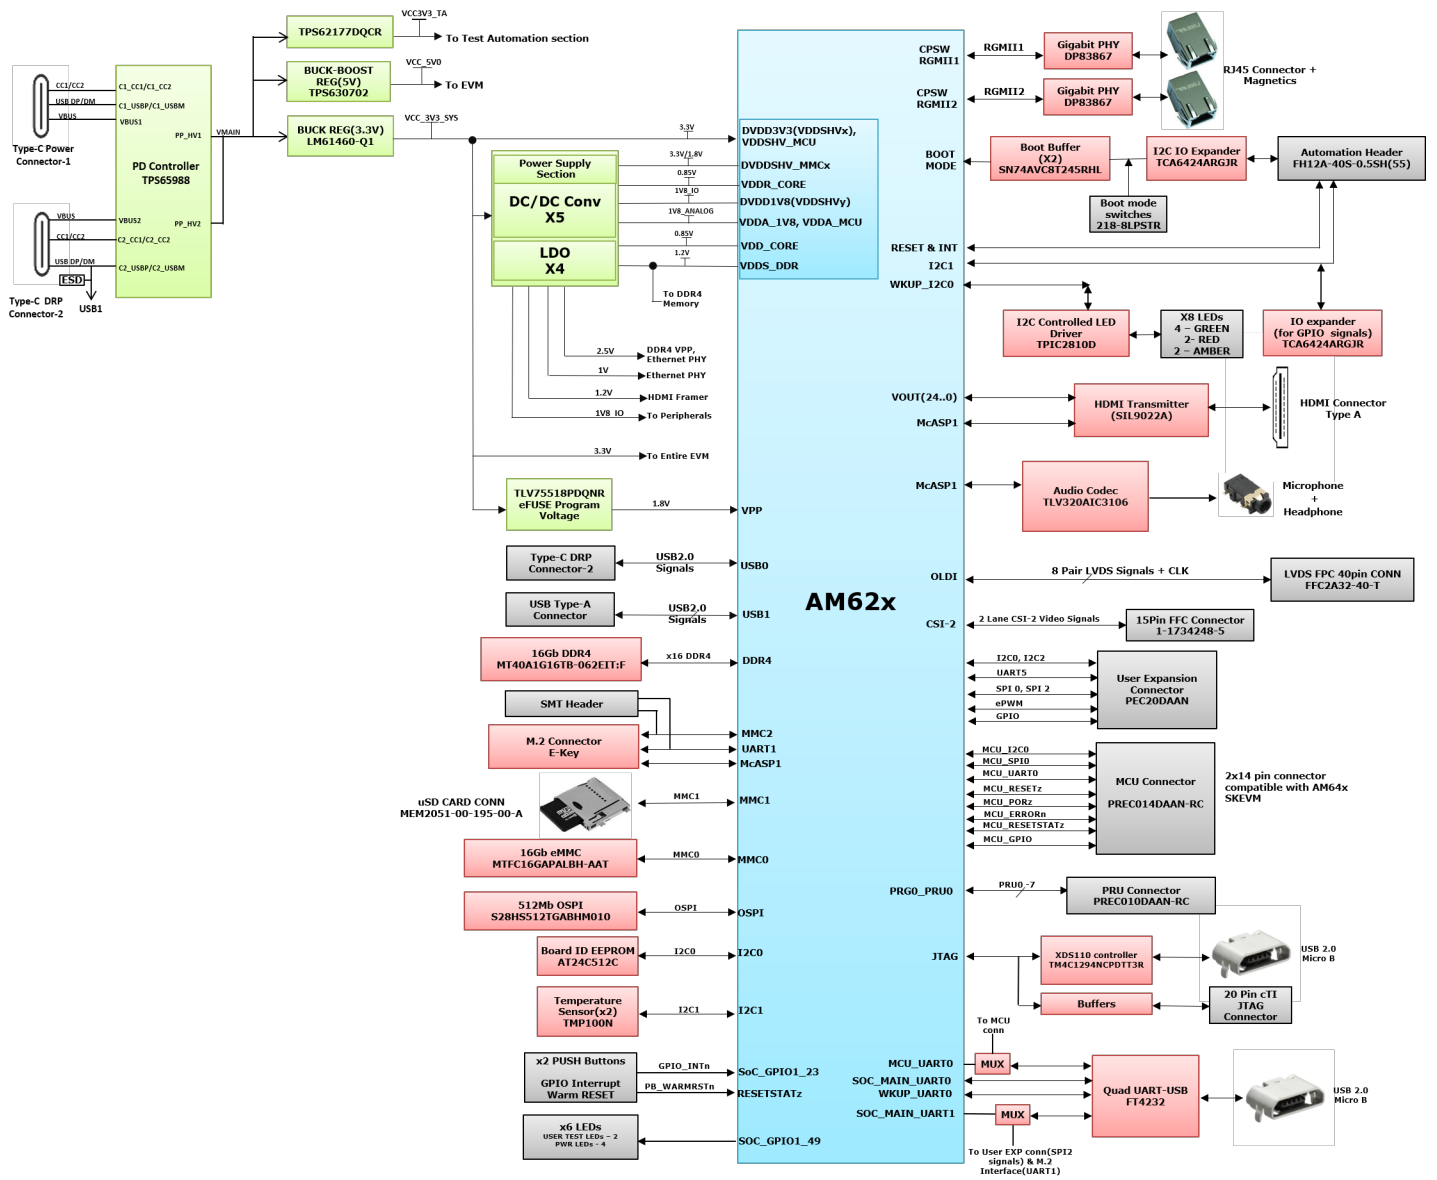 TPS62177DQCR
VCC3V3_TA
To Test Automation section
BUCK-BOOST
REG(5V)
TPS630702
VCC_5V0
To EVM
BUCK REG(3.3V)
LM61460-Q1
VCC_3V3_SYS
CC1/CC2
USB DP/DM
VBUS
Type-C Power
Connector-1
C1_CC1/C1_CC2
C1_USBP/C1_USBM
VBUS1
PP_HV1
VMAIN
PD Controller
TPS65988
VBUS
CC1/CC2
USB DP/DM
ESD
VBUS2
PP_HV2
C2_CC1/C2_CC2
C2_USBP/C2_USBM
Type-C DRP
Connector-2
USB1
Power Supply
Section
DC/DC Conv
X5
LDO
X4
3.3V
3.3V/1.8V
0.85V
1V8_IO
1V8_ANALOG
0.85V
1.2V
DVDD3V3(VDDSHVx),
VDDSHV_MCU
DVDDSHV_MMCx
VDDR_CORE
DVDD1V8(VDDSHVy)
VDDA_1V8, VDDA_MCU
VDD_CORE
VDDS_DDR
To DDR4
Memory
2.5V
DDR4 VPP,
Ethernet PHY
1V
Ethernet PHY
1.2V
HDMI Framer
1V8_IO
To Peripherals
3.3V
To Entire EVM
TLV75518PDQNR
eFUSE Program
Voltage
1.8V
VPP
Type-C DRP
Connector-2
USB2.0
Signals
USB0
USB Type-A
Connector
USB2.0
Signals
USB1
16Gb DDR4
MT40A1G16TB-062EIT:F
x16 DDR4
DDR4
SMT Header
M.2 Connector
E-Key
MMC2
UART1
McASP1
uSD CARD CONN
MEM2051-00-195-00-A
MMC1
MMC1
16Gb eMMC
MTFC16GAPALBH-AAT
MMC0
MMC0
512Mb OSPI
S28HS512TGABHM010
OSPI
OSPI
Board ID EEPROM
AT24C512C
I2C0
I2C0
Temperature
Sensor(x2)
TMP100N
I2C1
I2C1
x2 PUSH Buttons
GPIO Interrupt
Warm RESET
GPIO_INTn
PB_WARMRSTn
SoC_GPIO1_23
RESETSTATz
x6 LEDs
USER TEST LEDs – 2
PWR LEDs - 4
SOC_GPIO1_49
AM62x
CPSW
RGMII1
RGMII1
Gigabit PHY
DP83867
CPSW
RGMII2
RGMII2
Gigabit PHY
DP83867
RJ45 Connector +
Magnetics
BOOT
MODE
Boot Buffer
(X2)
SN74AVC8T245RHL
I2C IO Expander
TCA6424ARGJR
Automation Header
FH12A-40S-0.5SH(55)
Boot mode
switches
218-8LPSTR
RESET & INT
I2C1
WKUP_I2C0
I2C Controlled LED
Driver
TPIC2810D
X8 LEDs
4 – GREEN
2- RED
2 – AMBER
IO expander
(for GPIO signals)
TCA6424ARGJR
VOUT(24..0)
McASP1
HDMI Transmitter
(SIL9022A)
HDMI Connector
Type A
McASP1
Audio Codec
TLV320AIC3106
Microphone
+
Headphone
OLDI
8 Pair LVDS Signals + CLK
LVDS FPC 40pin CONN
FFC2A32-40-T
CSI-2
2 Lane CSI-2 Video Signals
15Pin FFC Connector
1-1734248-5
I2C0, I2C2
UART5
SPI 0, SPI 2
ePWM
GPIO
User Expansion
Connector
PEC20DAAN
MCU_I2C0
MCU_SPI0
MCU_UART0
MCU_RESETz
MCU_PORz
MCU_ERRORn
MCU_RESETSTATz
MCU_GPIO
MCU Connector
PREC014DAAN-RC
2x14 pin connector
compatible with AM64x
SKEVM
PRG0_PRU0
PRU0,-7
PRU Connector
PREC010DAAN-RC
JTAG
XDS110 controller
TM4C1294NCPDTT3R
USB 2.0
Micro B
Buffers
20 Pin cTI
JTAG
Connector
To MCU
conn
MCU_UART0
MUX
SOC_MAIN_UART0
WKUP_UART0
SOC_MAIN_UART1
MUX
Quad UART-USB
FT4232
USB 2.0
Micro B
To User EXP conn(SPI2
signals) & M.2
Interface(UART1)